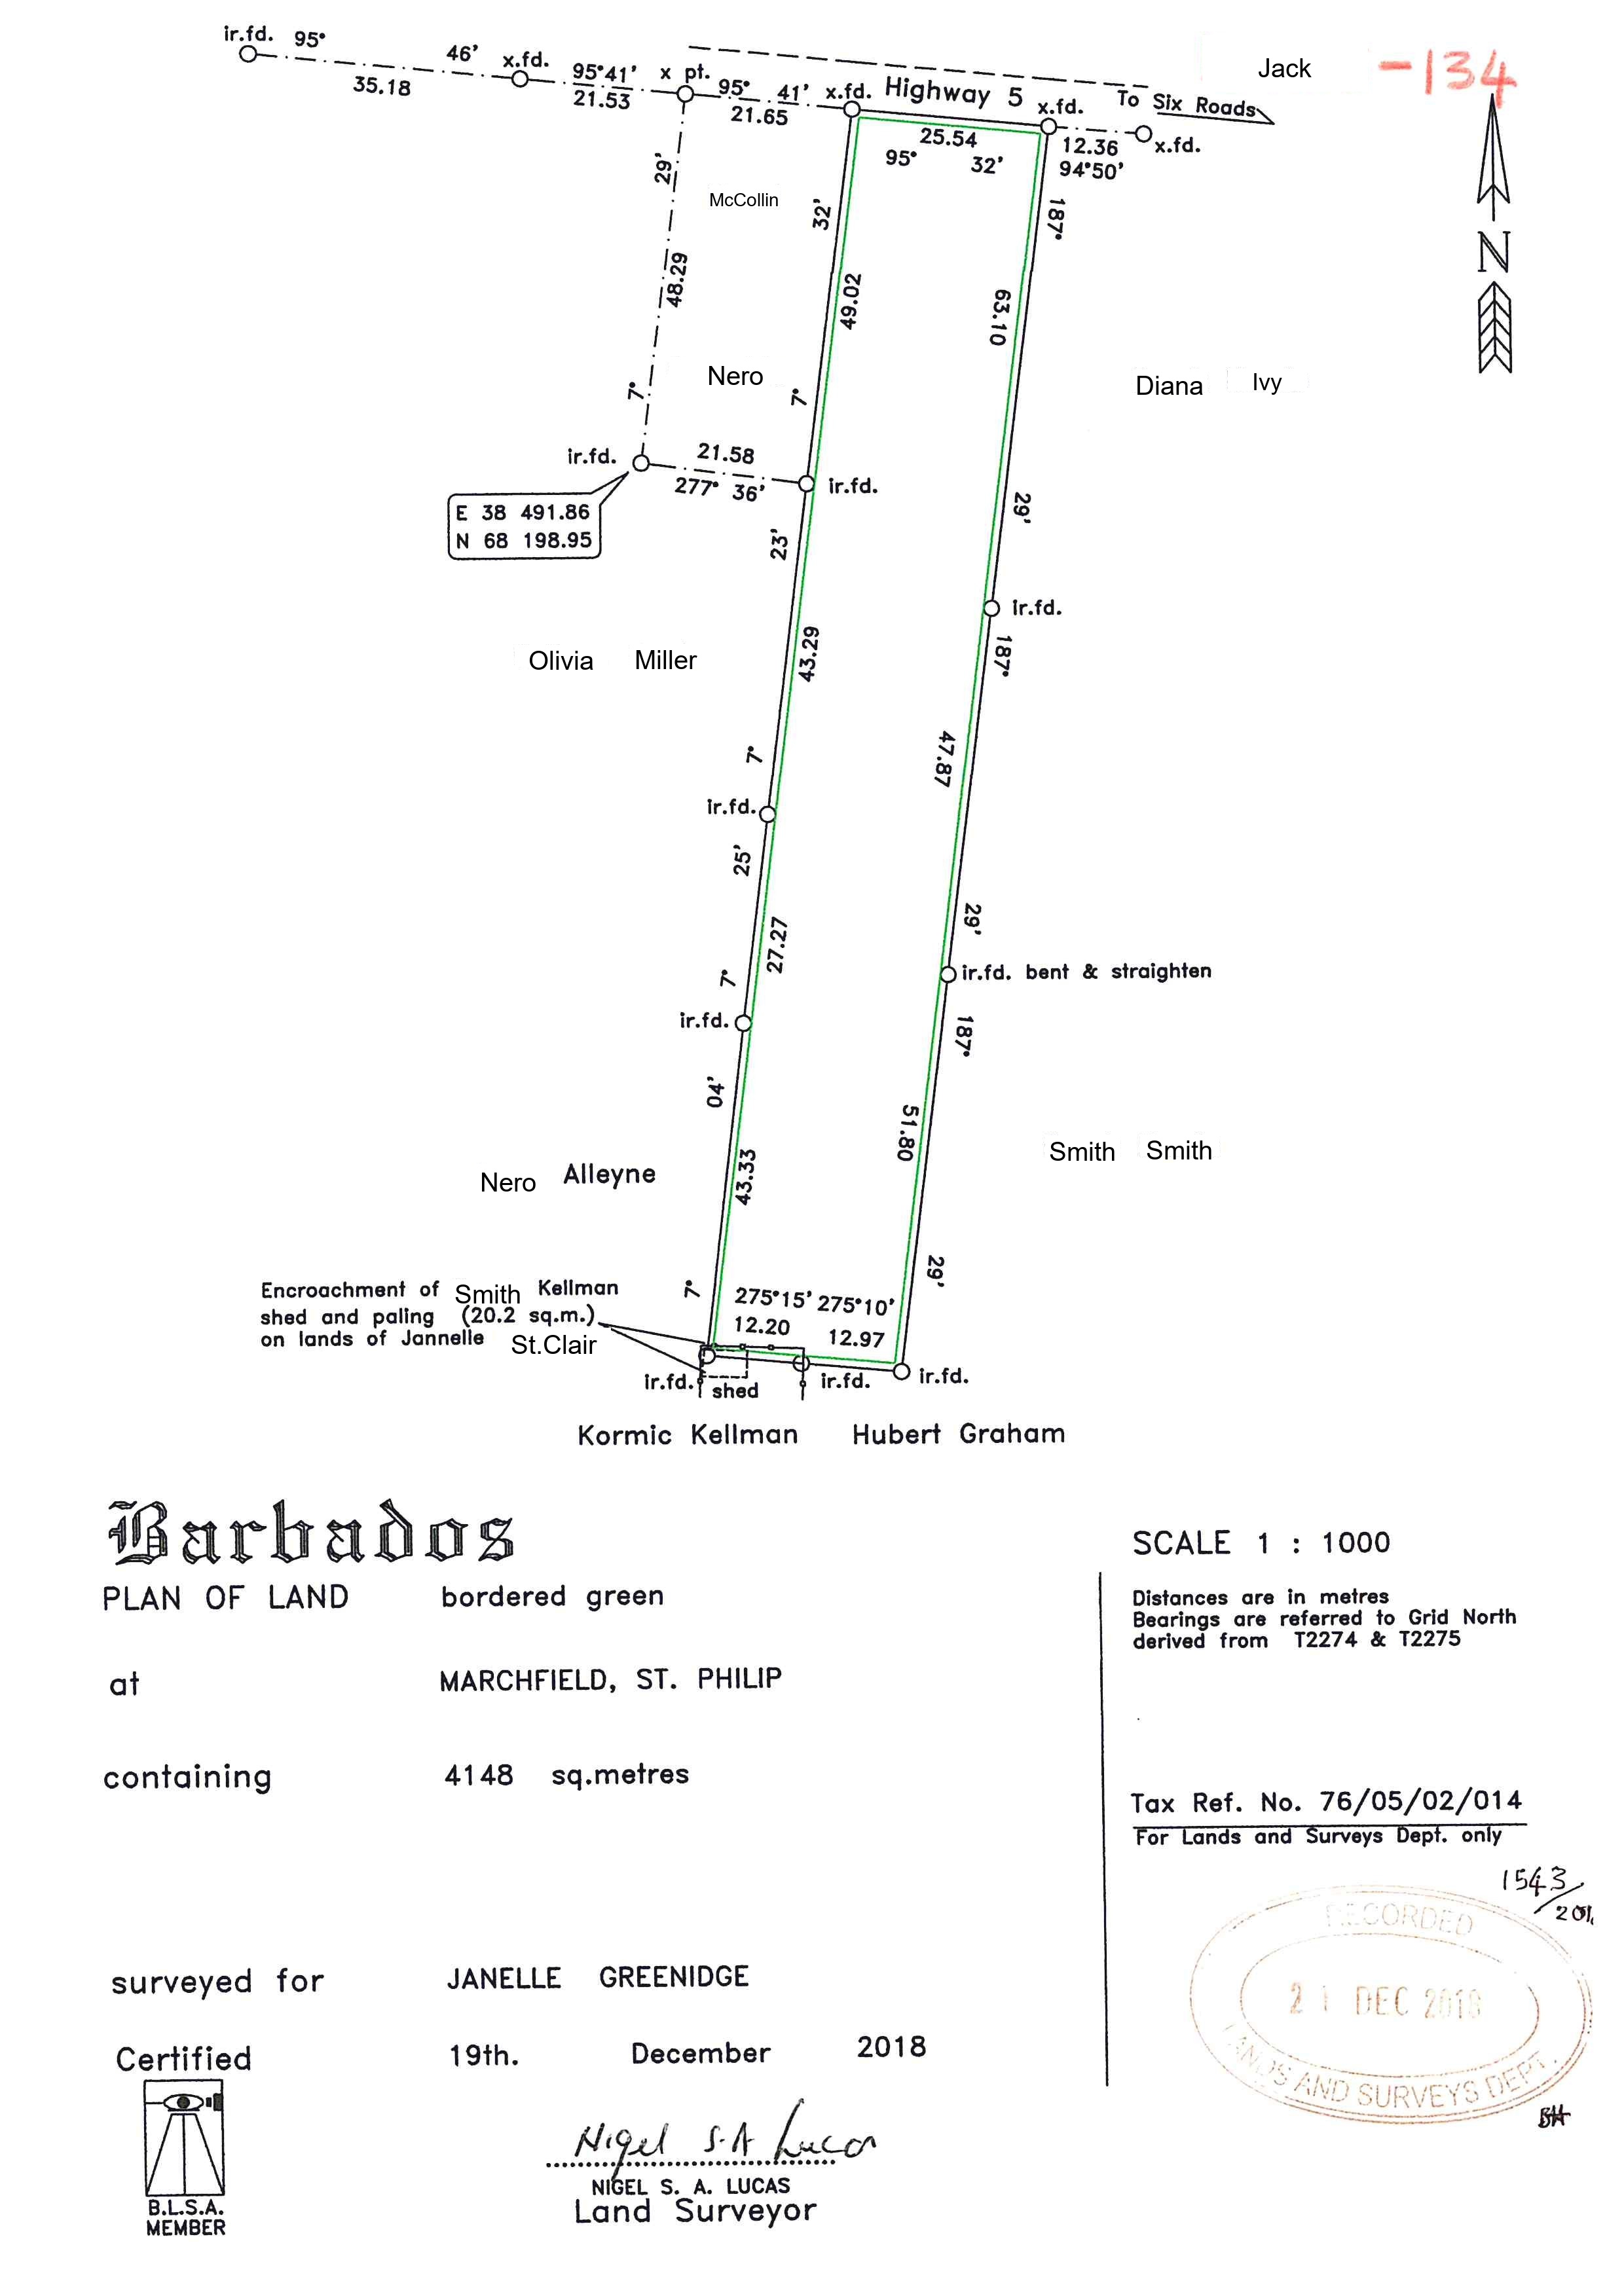 ir.fd. 95° 46' x.fd. 95°41' x pt. 95° 41' x.fd. Highway 5 x.fd. To Six Roads
Jack -134
35.18 21.53 21.65 25.54 12.36 x.fd.
95° 32' 94°50'
29' McCollin 32' 187°
N
48.29 49.02 63.10
7° Nero 7° Diana Ivy
ir.fd. 21.58 ir.fd.
277° 36' 29'
E 38 491.86
N 68 198.95
23'
ir.fd.
Olivia Miller 43.29 187°
7° 47.87
ir.fd.
25'
27.27 29'
7° ir.fd. bent & straighten
ir.fd.
187°
04'
51.80
Smith Smith
Nero Alleyne 43.33
29'
7°
Encroachment of Smith Kellman
shed and paling (20.2 sq.m.)
on lands of Jannelle St.Clair
275°15' 275°10'
12.20 12.97
ir.fd. shed ir.fd. ir.fd.
Kormic Kellman Hubert Graham
Barbados
PLAN OF LAND bordered green
at MARCHFIELD, ST. PHILIP
containing 4148 sq.metres
surveyed for JANELLE GREENIDGE
Certified 19th. December 2018
B.L.S.A.
MEMBER
Nigel S.A Lucas
NIGEL S. A. LUCAS
Land Surveyor
SCALE 1 : 1000
Distances are in metres
Bearings are referred to Grid North
derived from T2274 & T2275
Tax Ref. No. 76/05/02/014
For Lands and Surveys Dept. only
1543/
RECORDED
21 DEC 2018
LANDS AND SURVEYS DEPT.